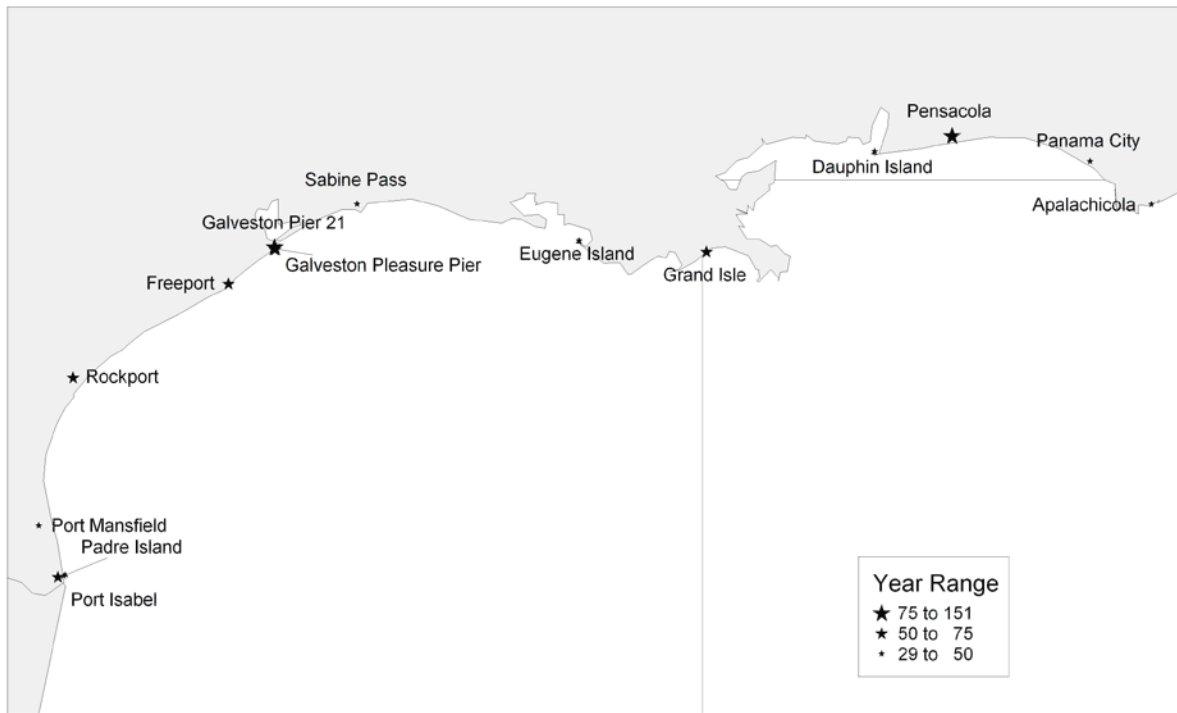 Pensacola
Panama City
Dauphin Island
Sabine Pass
Apalachicola
Galveston Pier 21
Eugene Island
Galveston Pleasure Pier
Grand Isle
Freeport
Rockport
Port Mansfield
Padre Island
Port Isabel
Year Range
75 to 151
50 to 75
29 to 50